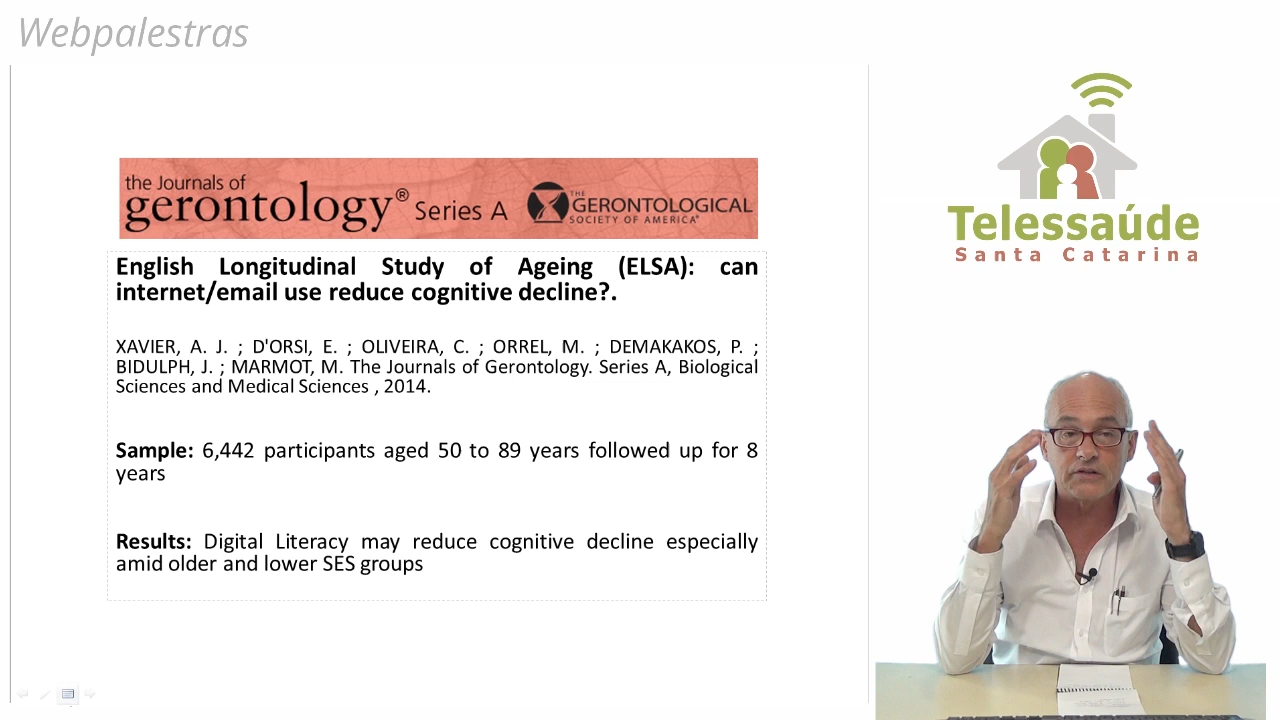 Webpalestras
the Journals of
gerontology® Series A
THE
GERONTOLOGICAL
SOCIETY OF AMERICA®
English Longitudinal Study of Ageing (ELSA): can
internet/email use reduce cognitive decline?.
XAVIER, A. J. ; D'ORSI, E. ; OLIVEIRA, C. ; ORREL, M. ; DEMAKAKOS, P. ;
BIDULPH, J. ; MARMOT, M. The Journals of Gerontology. Series A, Biological
Sciences and Medical Sciences , 2014.
Sample: 6,442 participants aged 50 to 89 years followed up for 8
years
Results: Digital Literacy may reduce cognitive decline especially
amid older and lower SES groups
Telessaúde
Santa Catarina